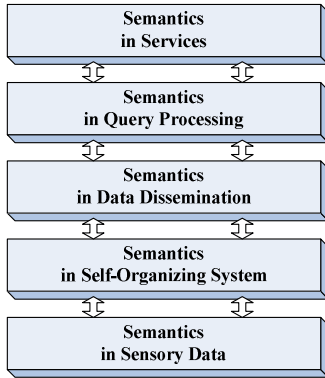 Semantics
in Services
Semantics
in Query Processing
Semantics
in Data Dissemination
Semantics
in Self-Organizing System
Semantics
in Sensory Data